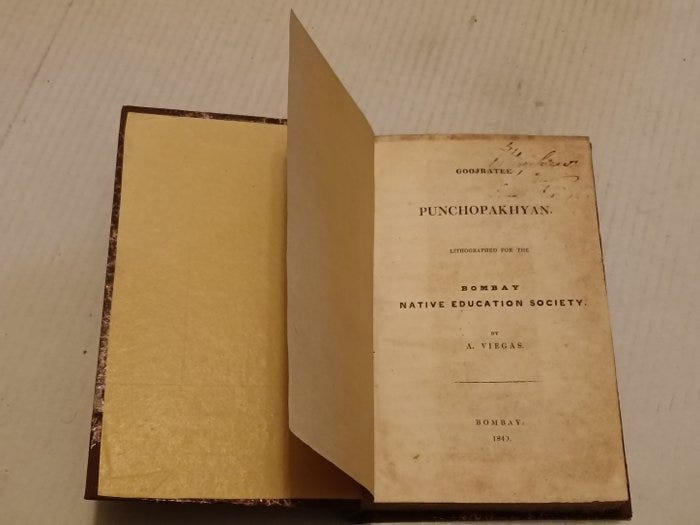 GOOJRATEE
PUNCHOPAKHYAN.
LITHOGRAPHED FOR THE
BOMBAY
NATIVE EDUCATION SOCIETY.
BY
A. VIEGAS.
BOMBAY: